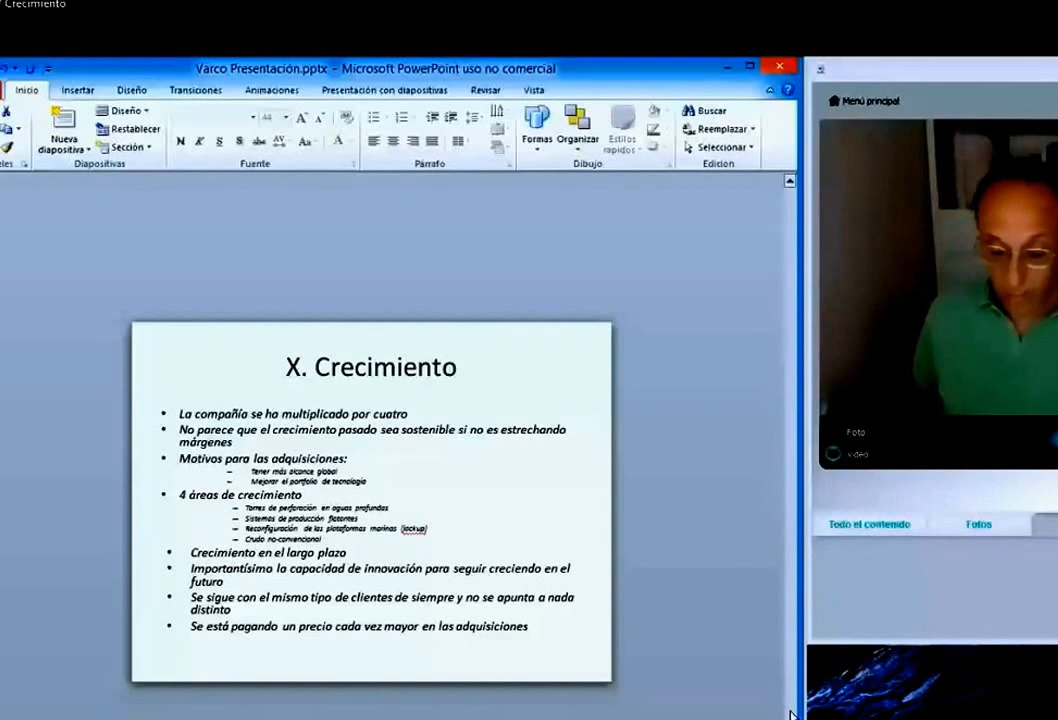 Crecimiento
Varco Presentación.pptx - Microsoft PowerPoint uso no comercial
Inicio Insertar Diseño Transiciones Animaciones Presentación con diapositivas Revisar Vista
Menú principal
Nueva diapositiva
Diseño
Restablecer
Sección
44
N K S S abc AV Aa A
Formas Organizar Estilos rápidos
Buscar
Reemplazar
Seleccionar
Diapositivas Fuente Párrafo Dibujo Edicion
X. Crecimiento
• La compañía se ha multiplicado por cuatro
• No parece que el crecimiento pasado sea sostenible si no es estrechando
márgenes
• Motivos para las adquisiciones:
– Tener más alcance global
– Mejorar el portfolio de tecnología
• 4 áreas de crecimiento
– Torres de perforación en aguas profundas
– Sistemas de producción flotantes
– Reconfiguración de las plataformas marinas (jackup)
– Crudo no-convencional
• Crecimiento en el largo plazo
• Importantísimo la capacidad de innovación para seguir creciendo en el
futuro
• Se sigue con el mismo tipo de clientes de siempre y no se apunta a nada
distinto
• Se está pagando un precio cada vez mayor en las adquisiciones
Foto
vídeo
Todo el contenido Fotos